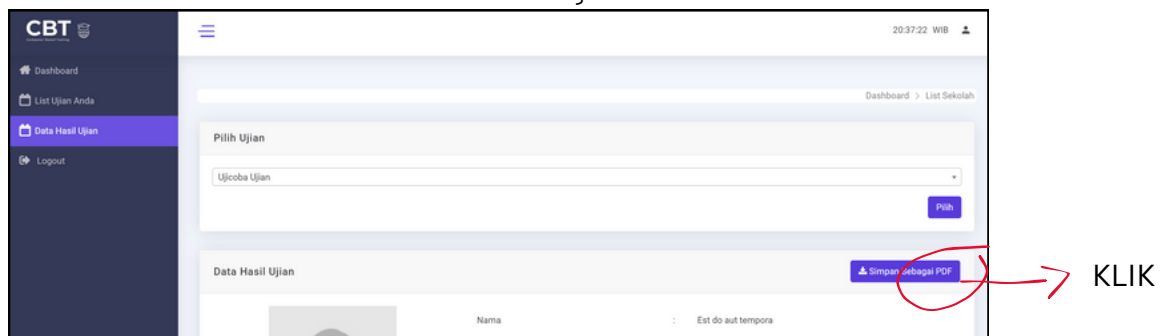 CBT
20:37:22 WIB
Dashboard
List Ujian Anda
Data Hasil Ujian
Logout
Dashboard > List Sekolah
Pilih Ujian
Ujicoba Ujian
Pilih
Data Hasil Ujian
Simpan Sebagai PDF
KLIK
Nama : Est do aut tempora